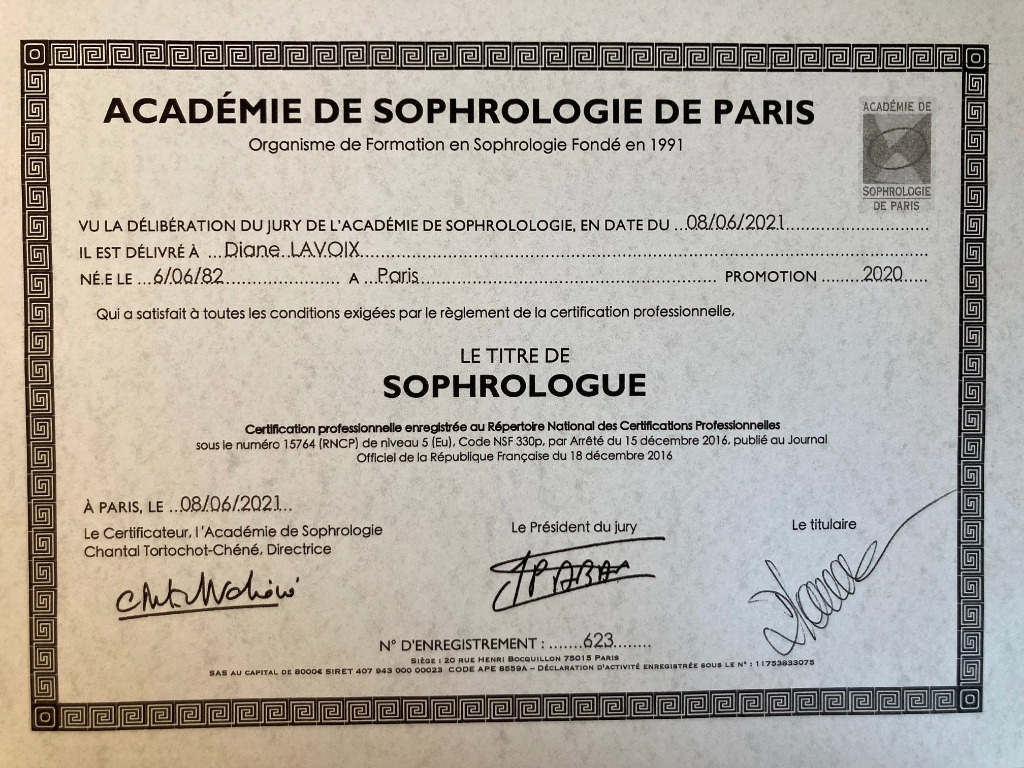 ACADÉMIE DE SOPHROLOGIE DE PARIS
Organisme de Formation en Sophrologie Fondé en 1991
ACADÉMIE DE
SOPHROLOGIE
DE PARIS
VU LA DÉLIBÉRATION DU JURY DE L'ACADÉMIE DE SOPHROLOLOGIE, EN DATE DU ..08/06/2021..............................
IL EST DÉLIVRÉ À ...Diane LAVOIX..............................
NÉ.E LE ...6/06/82....................... A ...Paris.............................. PROMOTION ........2020.....
Qui a satisfait à toutes les conditions exigées par le règlement de la certification professionnelle,
LE TITRE DE
SOPHROLOGUE
Certification professionnelle enregistrée au Répertoire National des Certifications Professionnelles
sous le numéro 15764 (RNCP) de niveau 5 (Eu), Code NSF 330p, par Arrêté du 15 décembre 2016, publié au Journal
Officiel de la République Française du 18 décembre 2016
À PARIS, LE ..08/06/2021...
Le Certificateur, l'Académie de Sophrologie
Chantal Tortochot-Chéné, Directrice
Le Président du jury
Le titulaire
N° D'ENREGISTREMENT : .......623........
SIÈGE : 20 RUE HENRI BOCQUILLON 75015 PARIS
SAS AU CAPITAL DE 8000€ SIRET 407 943 000 00023 CODE APE 8559A – DÉCLARATION D'ACTIVITÉ ENREGISTRÉE SOUS LE N° : 11753833075